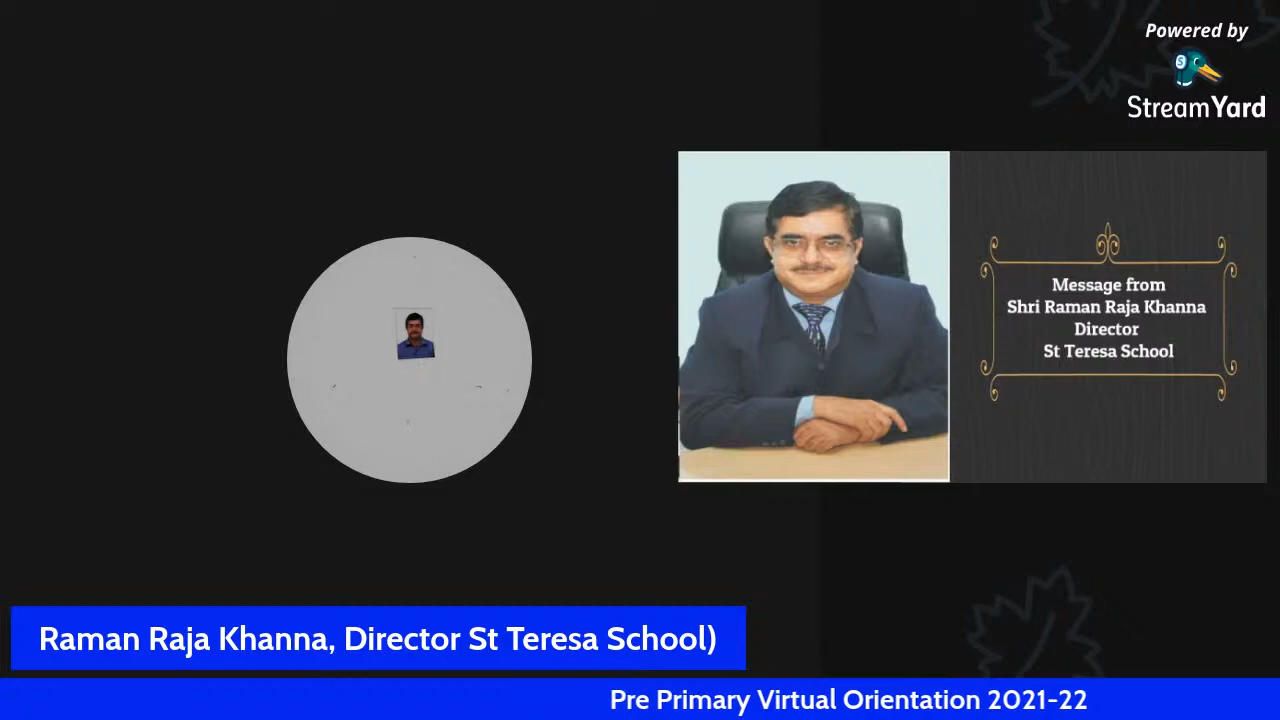 Powered by
StreamYard
Message from
Shri Raman Raja Khanna
Director
St Teresa School
Raman Raja Khanna, Director St Teresa School)
Pre Primary Virtual Orientation 2021-22